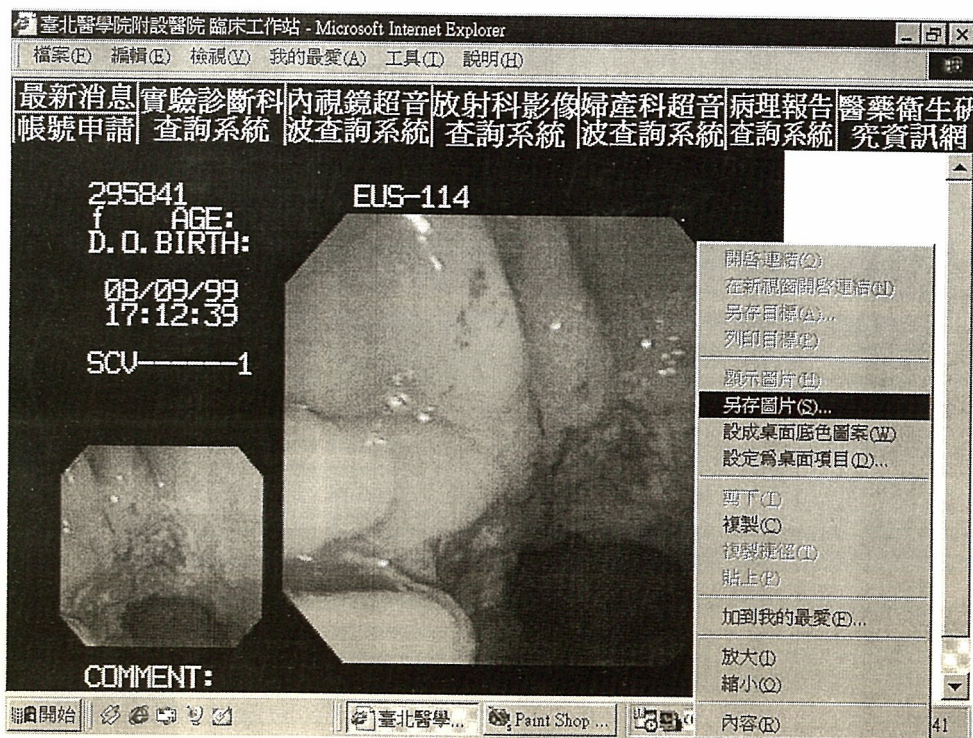 臺北醫學院附設醫院 臨床工作站 - Microsoft Internet Explorer
檔案(F) 編輯(E) 檢視(V) 我的最愛(A) 工具(T) 說明(H)
最新消息 實驗診斷科 內視鏡超音 放射科影像 婦產科超音 病理報告 醫藥衛生研
帳號申請 查詢系統 波查詢系統 查詢系統 波查詢系統 查詢系統 究資訊網
295841
f AGE:
D.O.BIRTH:
08/09/99
17:12:39
SCV------1
COMMENT:
EUS-114
開啟連結(O)
在新視窗開啟連結(N)
另存目標(A)...
列印目標(P)
顯示圖片(H)
另存圖片(S)...
設成桌面底色圖案(W)
設定為桌面項目(D)...
剪下(T)
複製(C)
複製捷徑(T)
貼上(P)
加到我的最愛(F)...
放大(I)
縮小(O)
內容(R)
開始 臺北醫學... Paint Shop ... 41